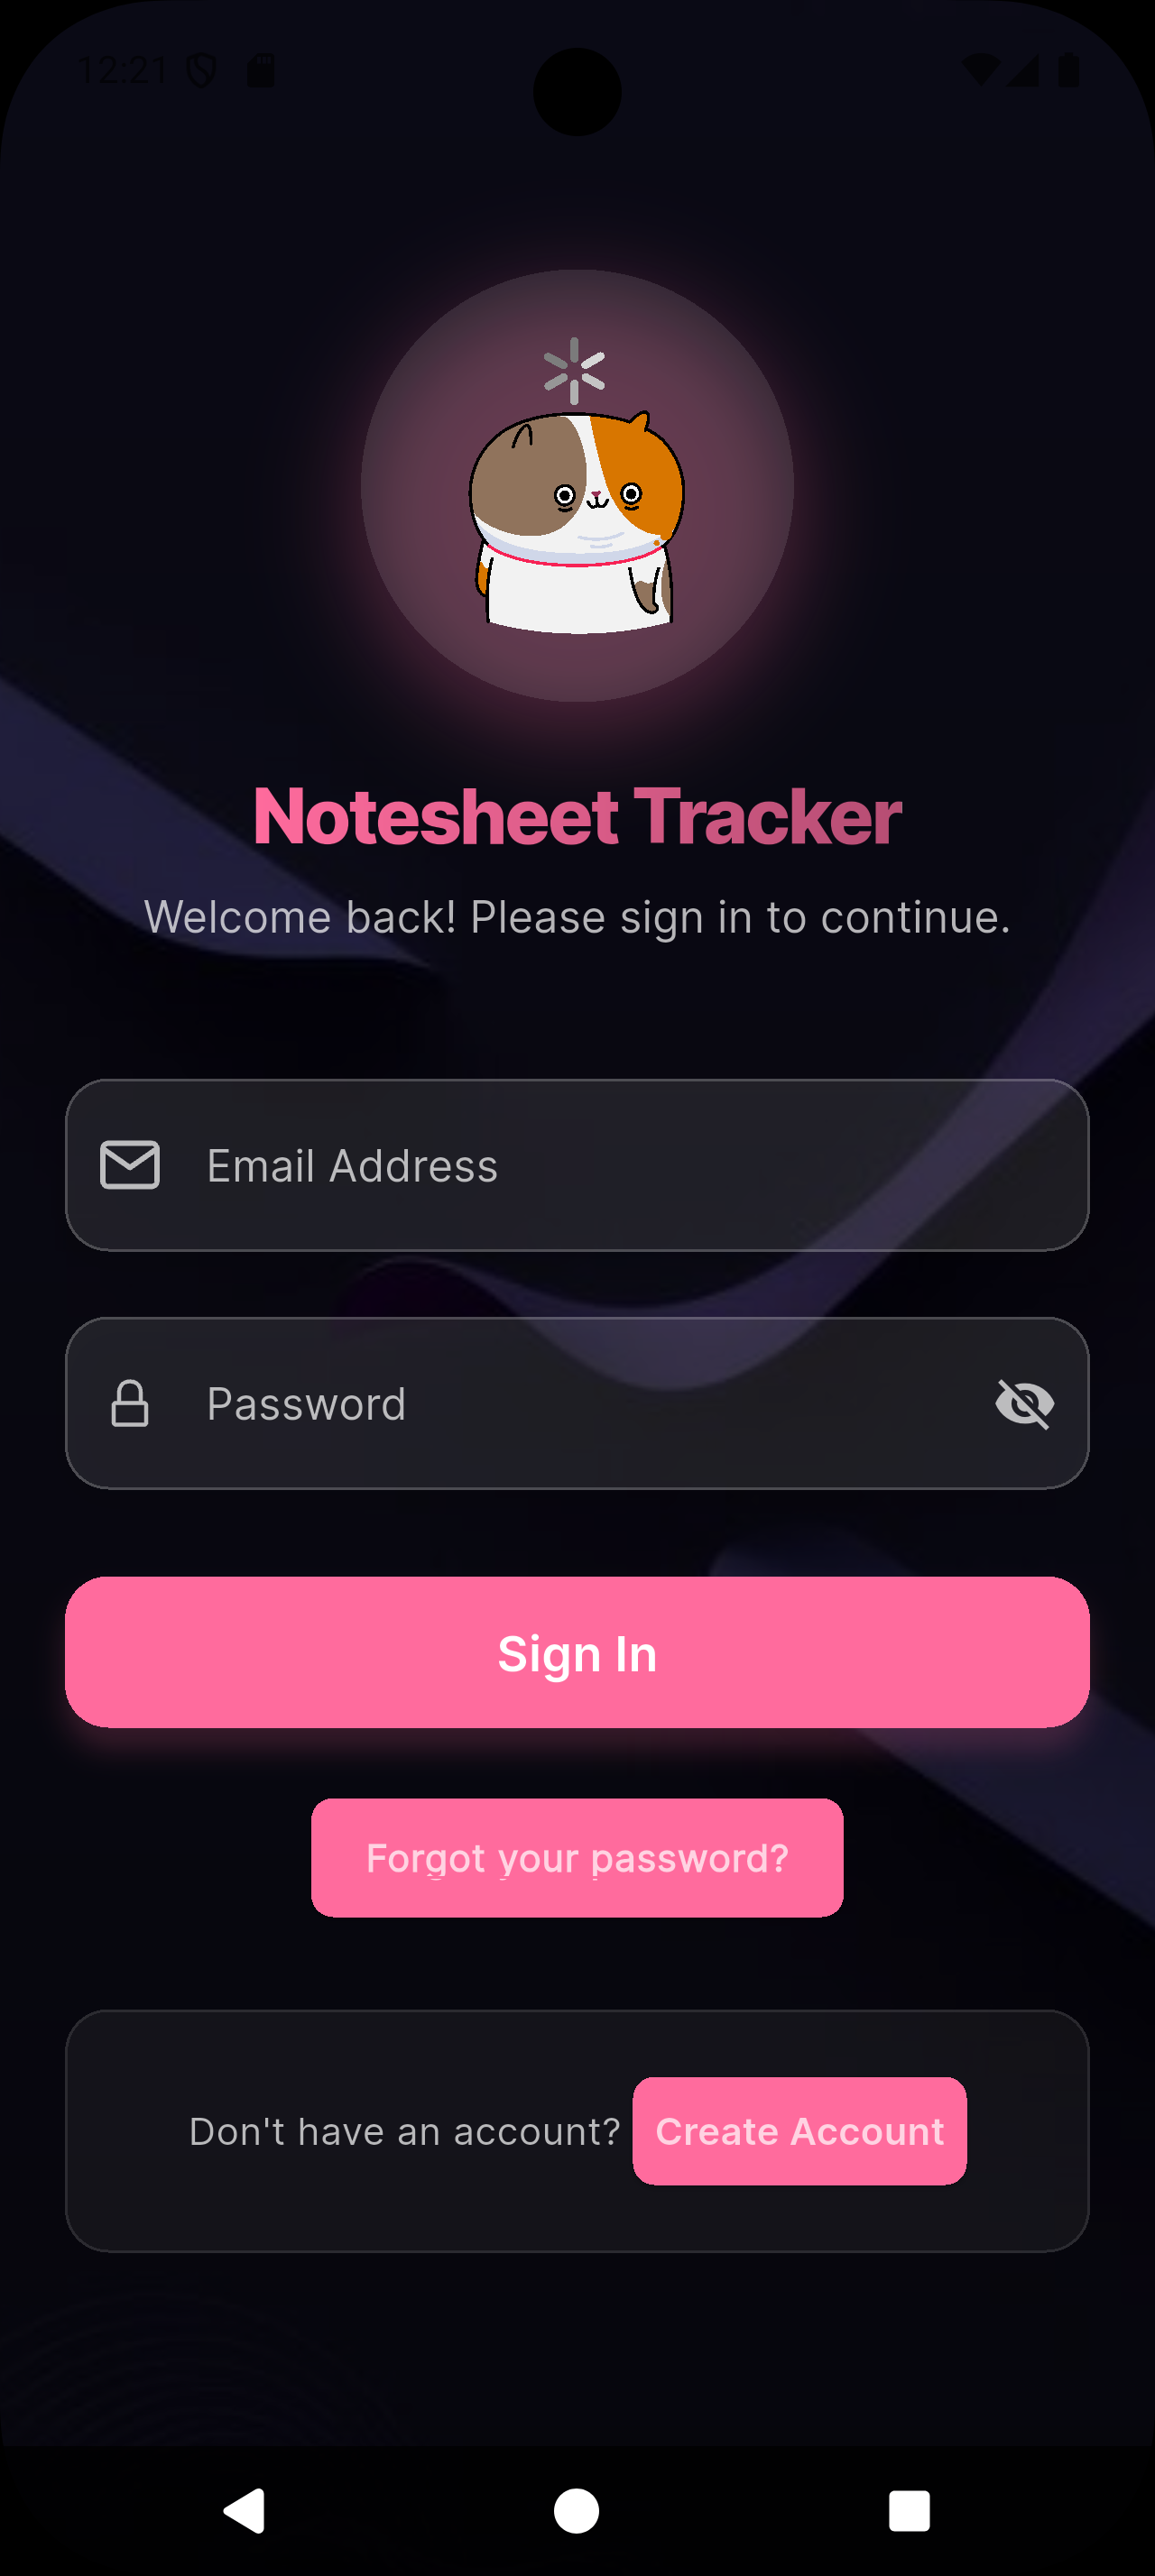 12:21
Notesheet Tracker
Welcome back! Please sign in to continue.
Email Address
Password
Sign In
Forgot your password?
Don't have an account? Create Account